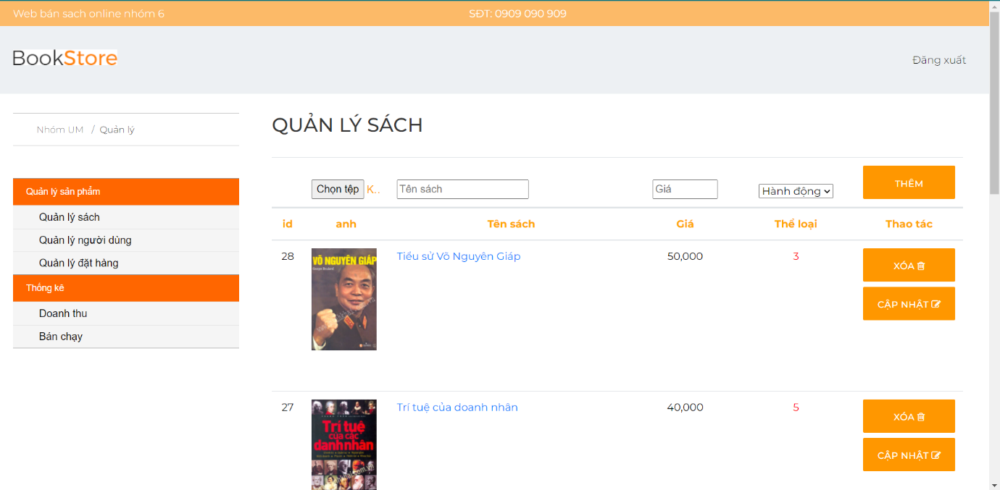 Web bán sach online nhóm 6
SĐT: 0909 090 909
BookStore
Đăng xuất
Nhóm UM / Quản lý
Quản lý sản phẩm
Quản lý sách
Quản lý người dùng
Quản lý đặt hàng
Thống kê
Doanh thu
Bán chạy
QUẢN LÝ SÁCH
Chọn tệp K.. Tên sách Giá Hành động THÊM
id anh Tên sách Giá Thể loại Thao tác
28 Tiểu sử Võ Nguyên Giáp 50,000 3 XÓA
CẬP NHẬT
VÕ NGUYÊN GIÁP
27 Trí tuệ của doanh nhân 40,000 5 XÓA
CẬP NHẬT
Trí tuệ
của các
danh nhân